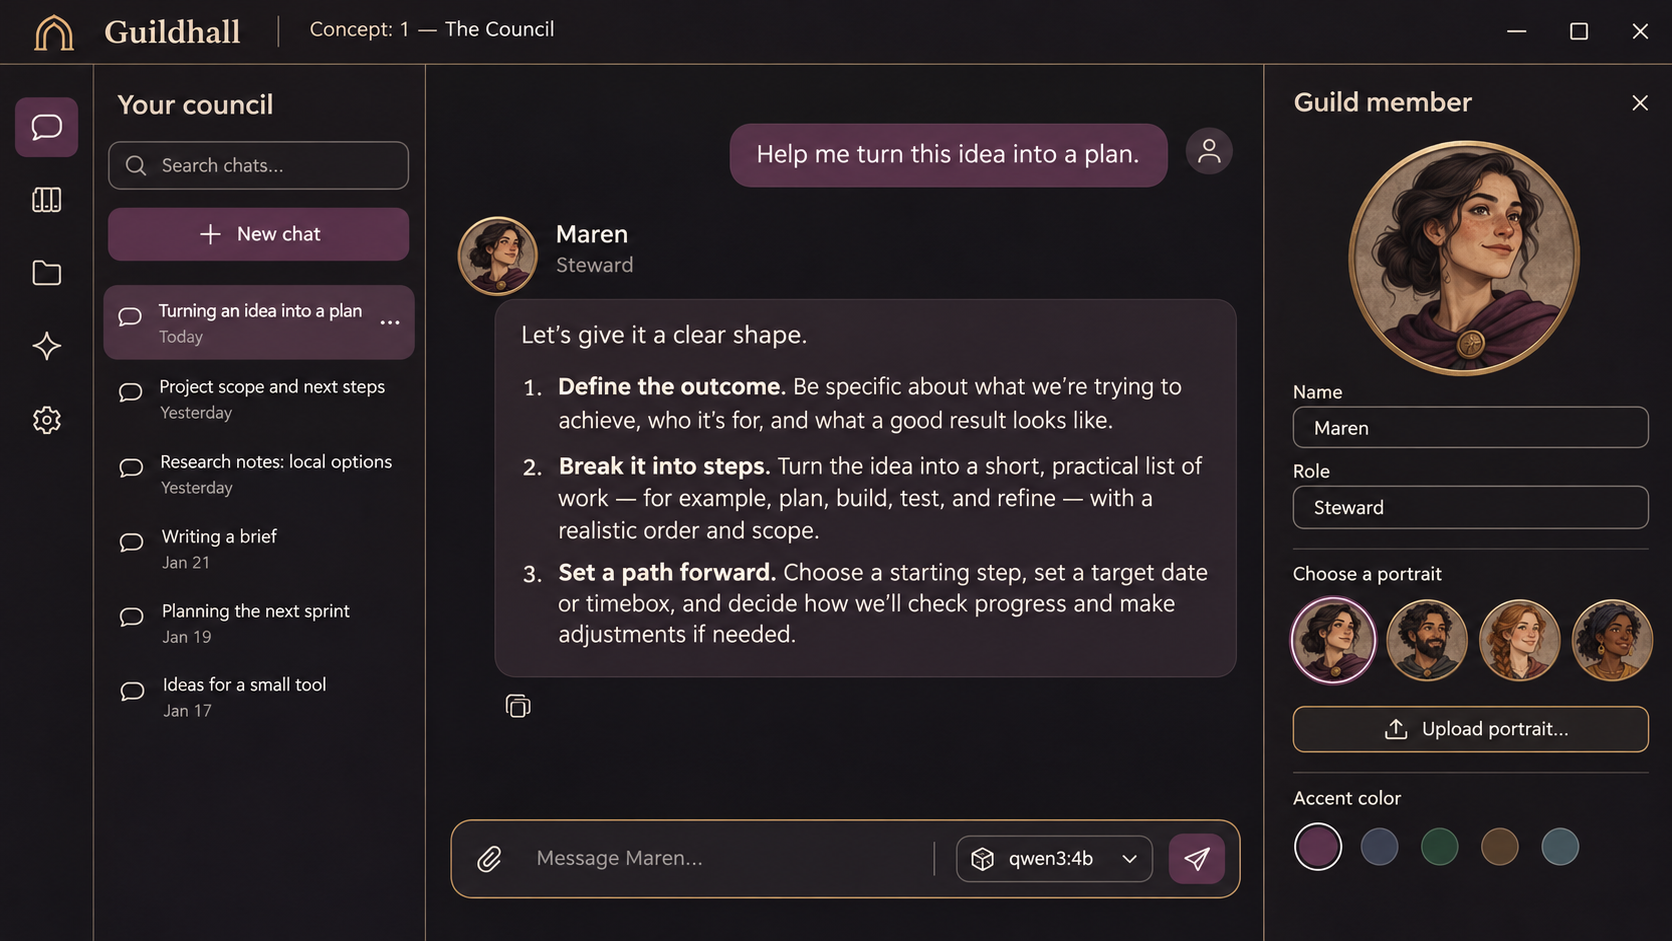 Guildhall
Concept: 1 — The Council
Your council
Search chats...
New chat
Turning an idea into a plan
Today
Project scope and next steps
Yesterday
Research notes: local options
Yesterday
Writing a brief
Jan 21
Planning the next sprint
Jan 19
Ideas for a small tool
Jan 17
Help me turn this idea into a plan.
Maren
Steward
Let’s give it a clear shape.
1. Define the outcome. Be specific about what we’re trying to
achieve, who it’s for, and what a good result looks like.
2. Break it into steps. Turn the idea into a short, practical list of
work — for example, plan, build, test, and refine — with a
realistic order and scope.
3. Set a path forward. Choose a starting step, set a target date
or timebox, and decide how we’ll check progress and make
adjustments if needed.
Message Maren...
qwen3:4b
Guild member
Name
Maren
Role
Steward
Choose a portrait
Upload portrait...
Accent color